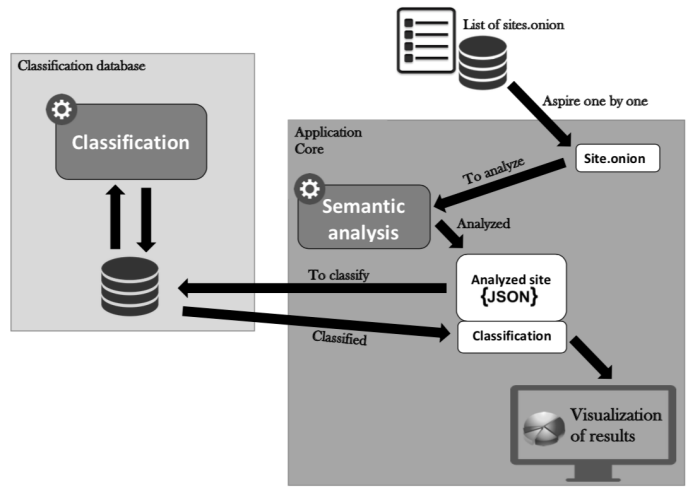 List of sites.onion
Classification database
Aspire one by one
Classification
Application
Core
Site.onion
To analyze
Semantic
analysis
Analyzed
To classify
Analyzed site
{JSON}
Classified
Classification
Visualization
of results